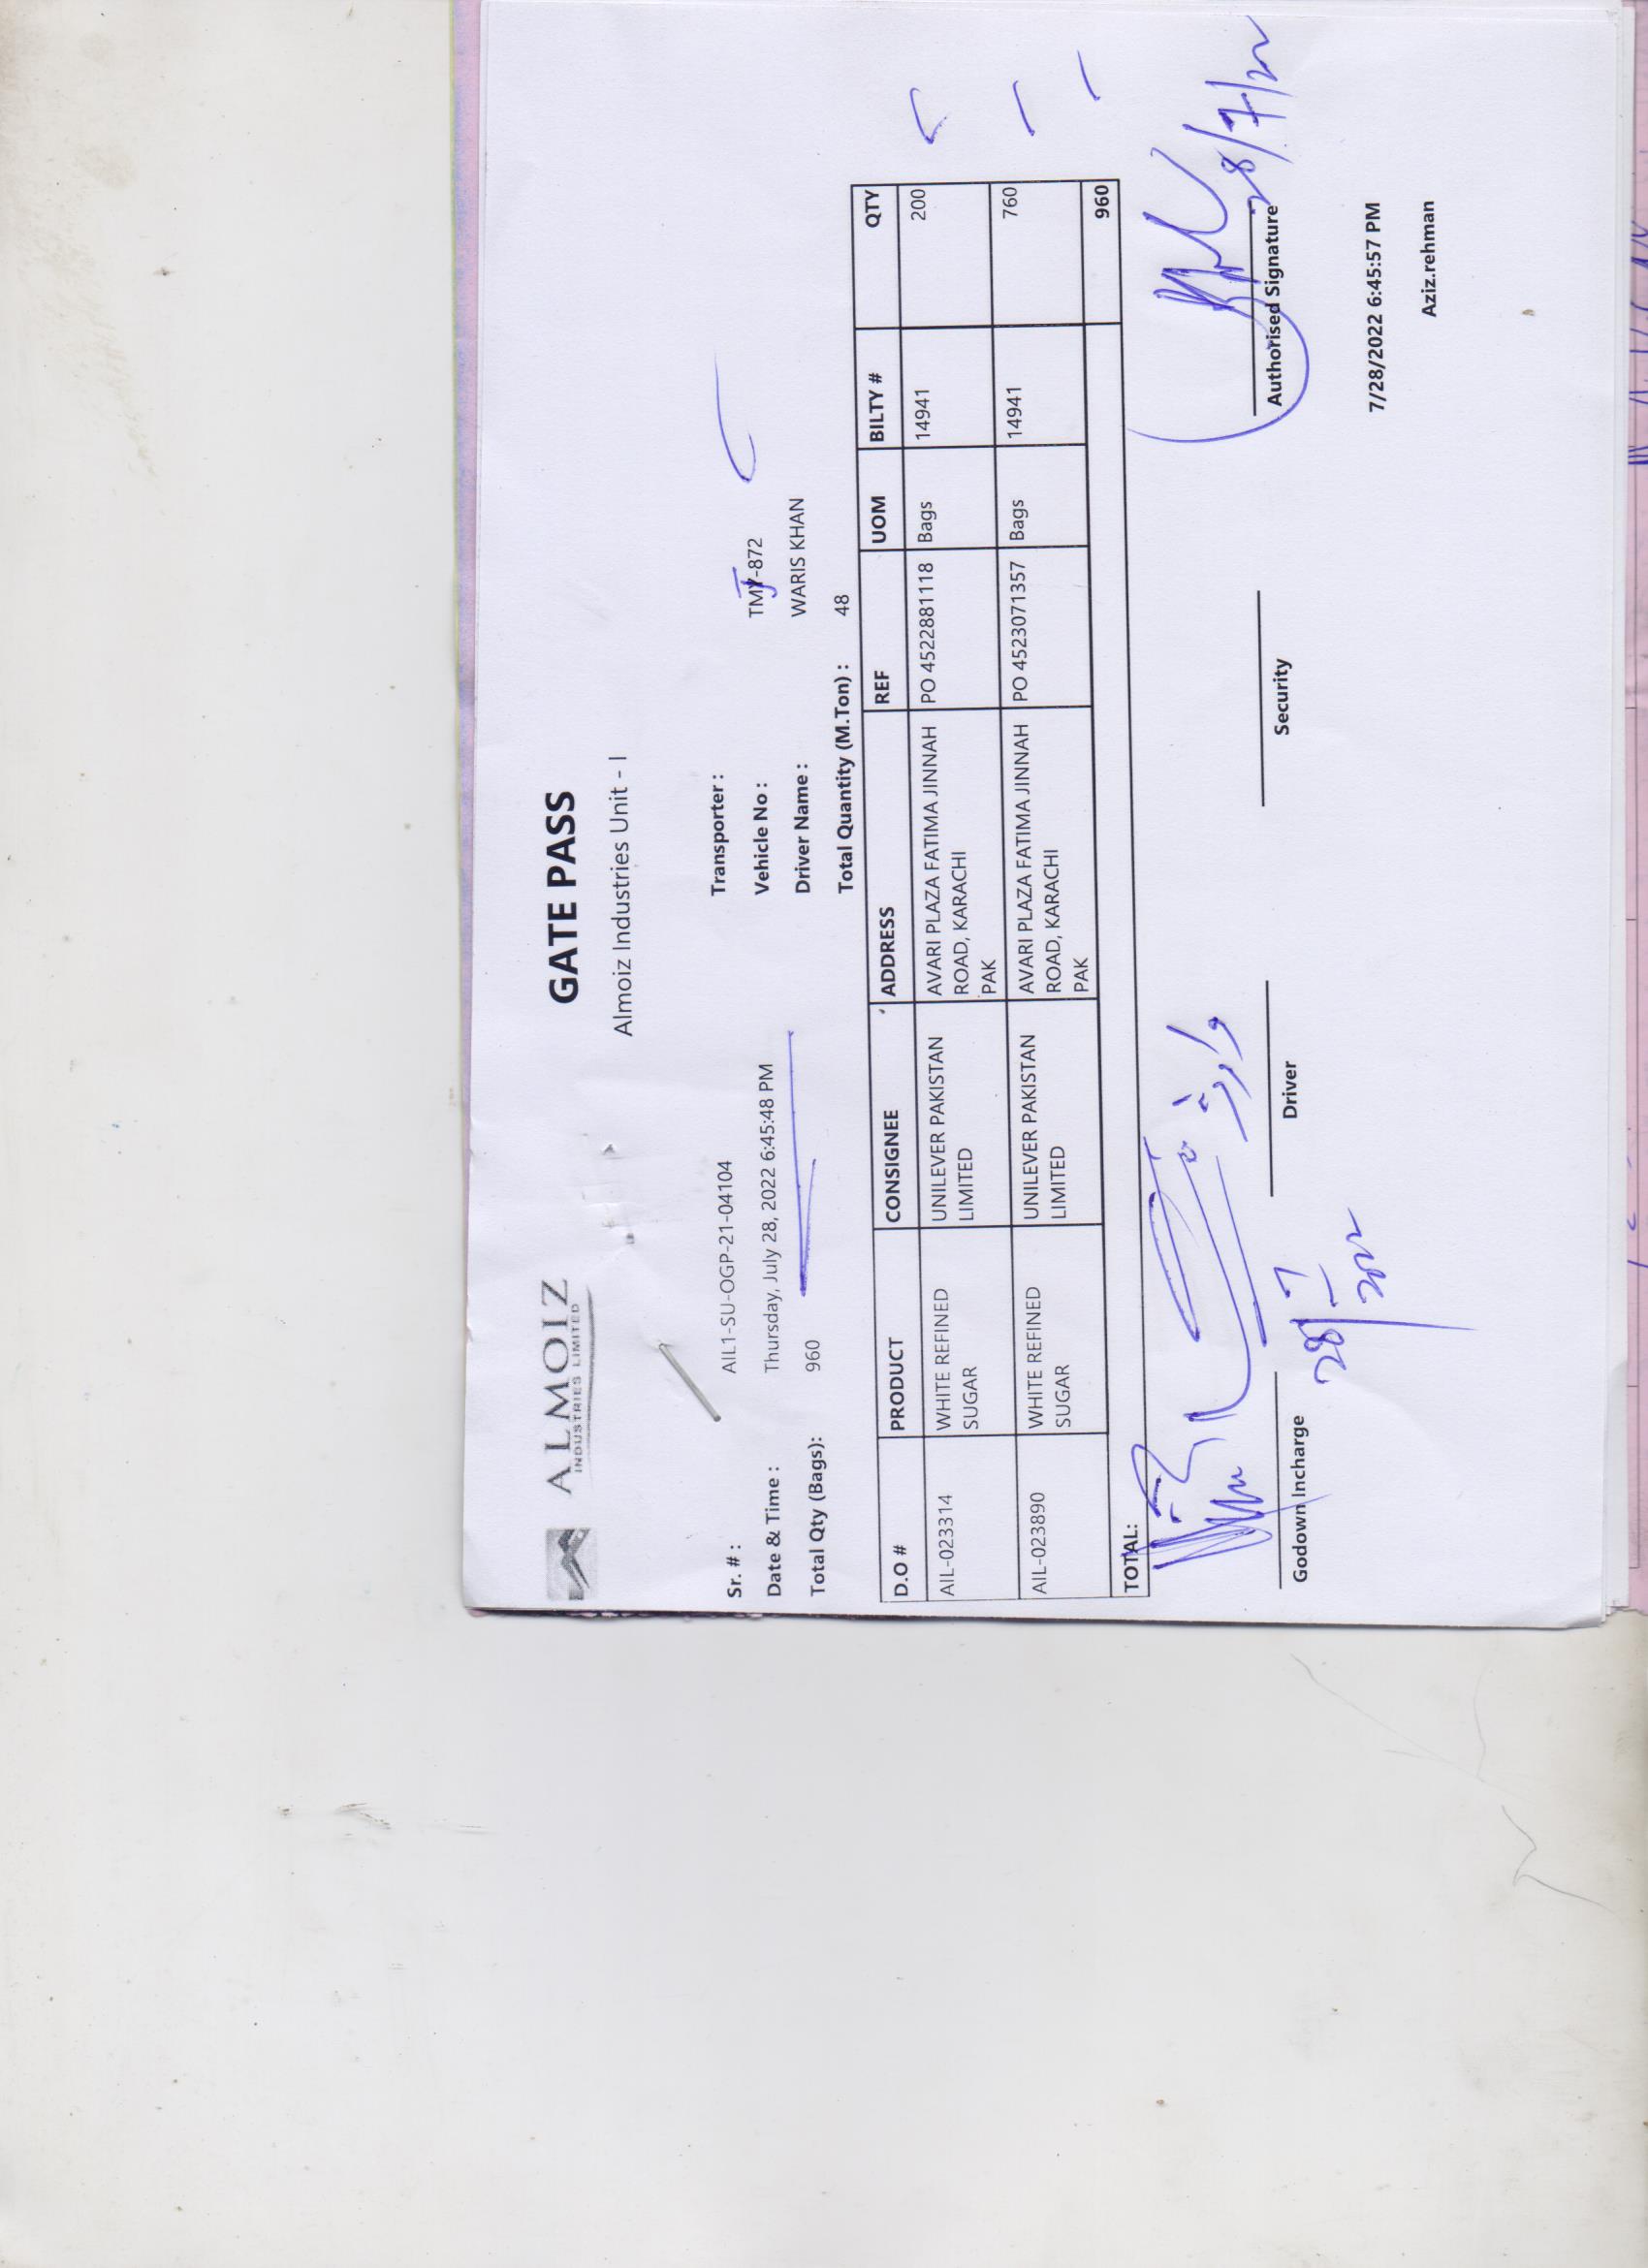 ALMOIZ
INDUSTRIES LIMITED
GATE PASS
Almoiz Industries Unit - I
Sr. # : AIL1-SU-OGP-21-04104 Transporter :
Date & Time : Thursday, July 28, 2022 6:45:48 PM Vehicle No : TMJ-872
Total Qty (Bags): 960 Driver Name : WARIS KHAN
Total Quantity (M.Ton) : 48
D.O # PRODUCT CONSIGNEE ADDRESS REF UOM BILTY # QTY
AIL-023314 WHITE REFINED UNILEVER PAKISTAN AVARI PLAZA FATIMA JINNAH PO 4522881118 Bags 14941 200
SUGAR LIMITED ROAD, KARACHI
PAK
AIL-023890 WHITE REFINED UNILEVER PAKISTAN AVARI PLAZA FATIMA JINNAH PO 4523071357 Bags 14941 760
SUGAR LIMITED ROAD, KARACHI
PAK
TOTAL: 960
وارث
28/7/22
Godown Incharge Driver Security Authorised Signature
28/7
2022
7/28/2022 6:45:57 PM
Aziz.rehman